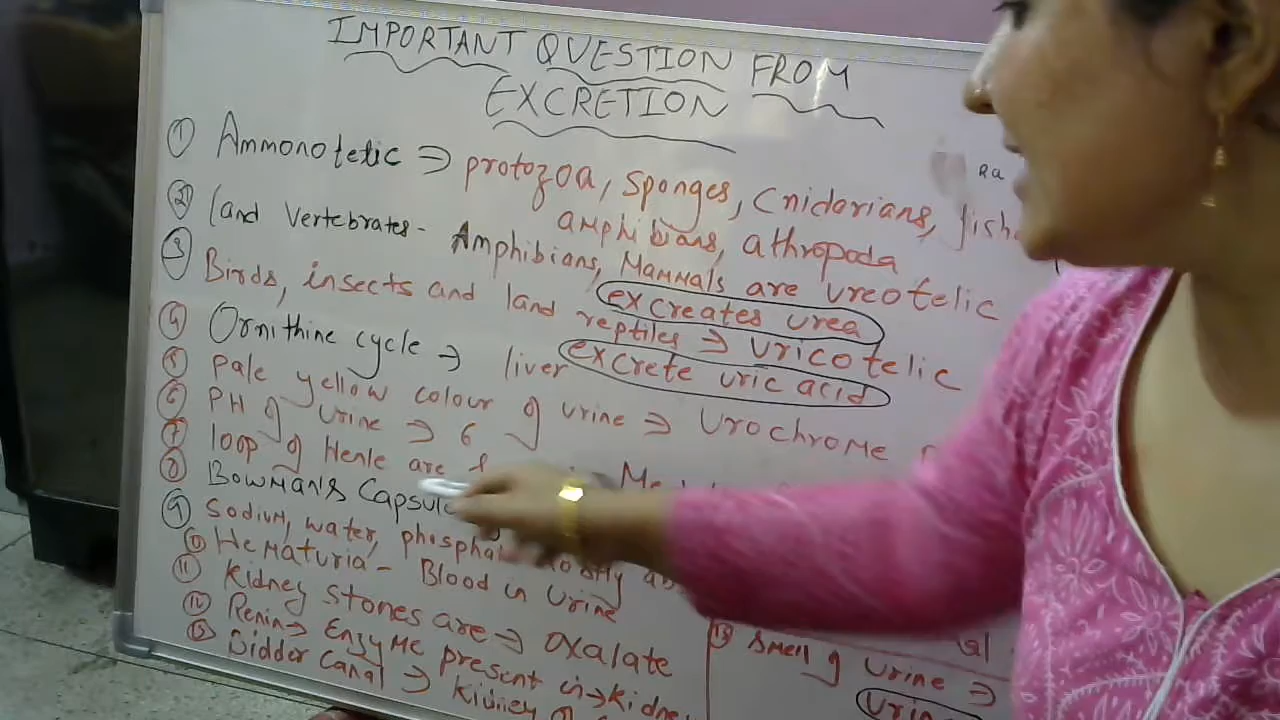 IMPORTANT QUESTION FROM
EXCRETION
① Ammonotelic ⇒ protozoa, sponges, Cnidarians, fish
amphibians, athropoda
② land Vertebrates - Amphibians, Mammals are Ureotelic
excreates urea
③ Birds, insects and land reptiles ⇒ Uricotelic
excrete uric acid
④ Ornithine cycle ⇒ liver
⑤ Pale yellow colour of urine ⇒ Urochrome
⑥ PH of urine ⇒ 6
⑦ loop of Henle are
⑧ Bowman's Capsule
⑨ Sodium, water, mostly
⑩ Hematuria - Blood in Urine
⑪ Kidney stones are ⇒ oxalate
⑫ Renin ⇒ Enzyme present in ⇒ kidney
⑬ Bidder Canal ⇒ kidney of
Smell of Urine ⇒
Ra